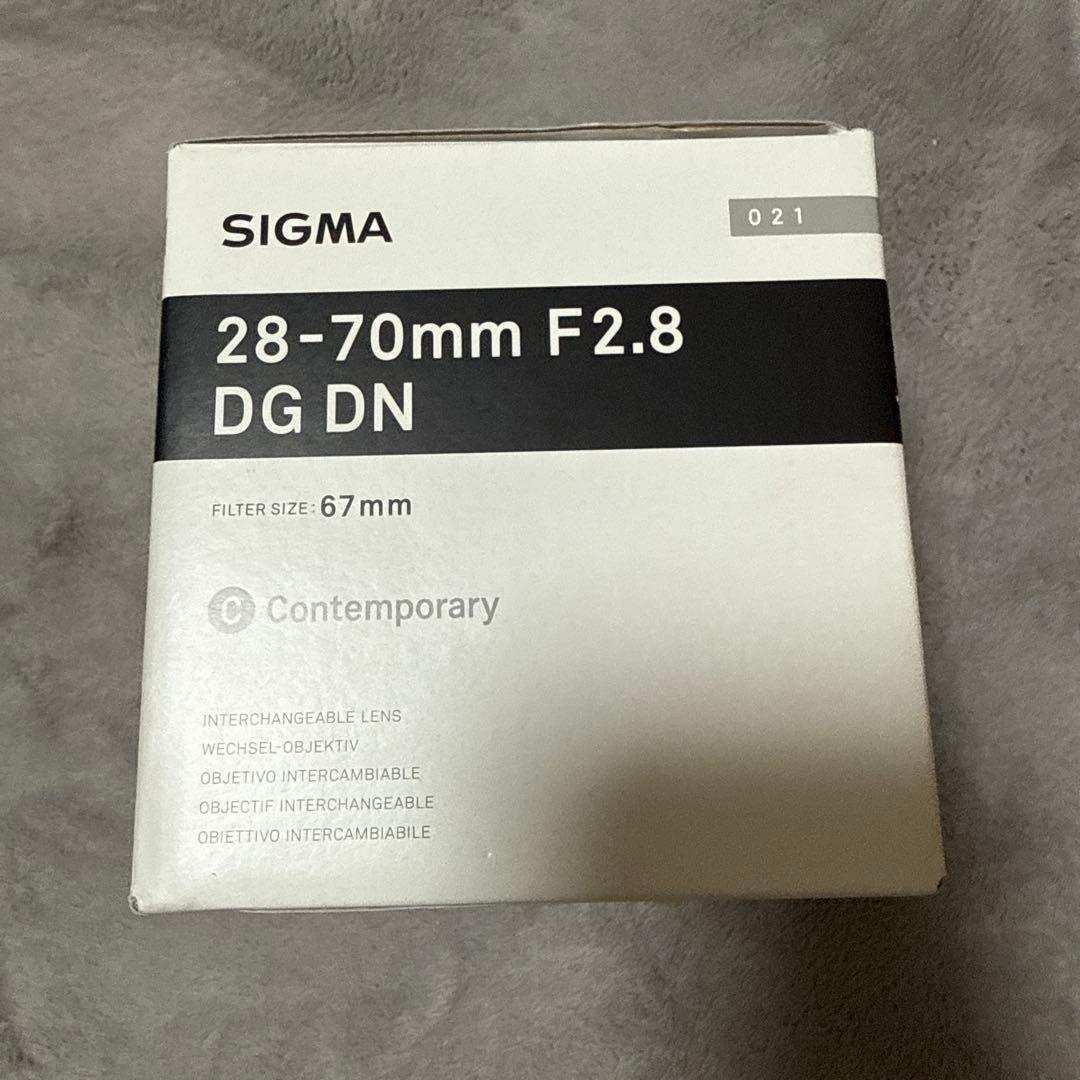 SIGMA
021
28-70mm F2.8
DG DN
FILTER SIZE: 67mm
C Contemporary
INTERCHANGEABLE LENS
WECHSEL-OBJEKTIV
OBJETIVO INTERCAMBIABLE
OBJECTIF INTERCHANGEABLE
OBIETTIVO INTERCAMBIABILE